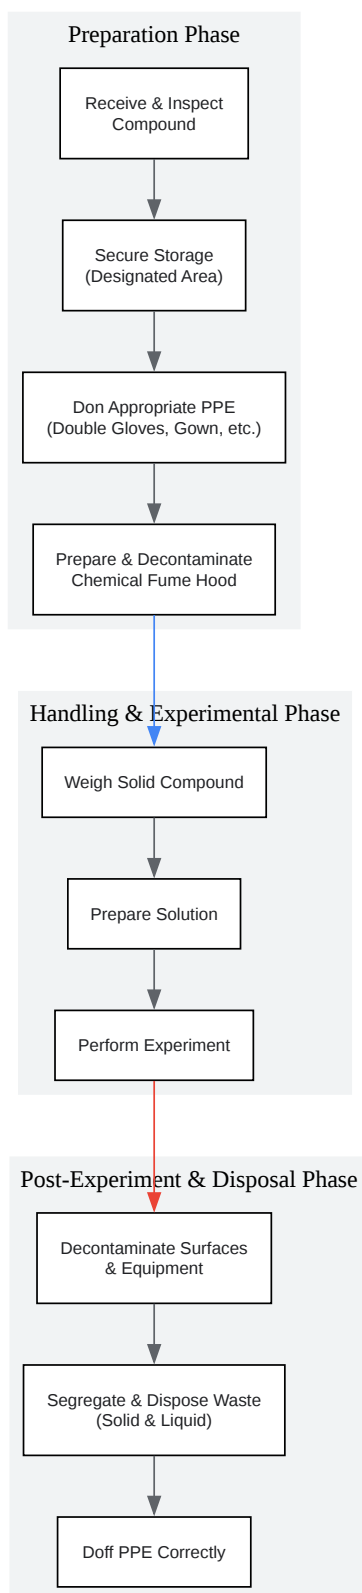 Preparation Phase
Receive & Inspect
Compound
Secure Storage
(Designated Area)
Don Appropriate PPE
(Double Gloves, Gown, etc.)
Prepare & Decontaminate
Chemical Fume Hood
Handling & Experimental Phase
Weigh Solid Compound
Prepare Solution
Perform Experiment
Post-Experiment & Disposal Phase
Decontaminate Surfaces
& Equipment
Segregate & Dispose Waste
(Solid & Liquid)
Doff PPE Correctly